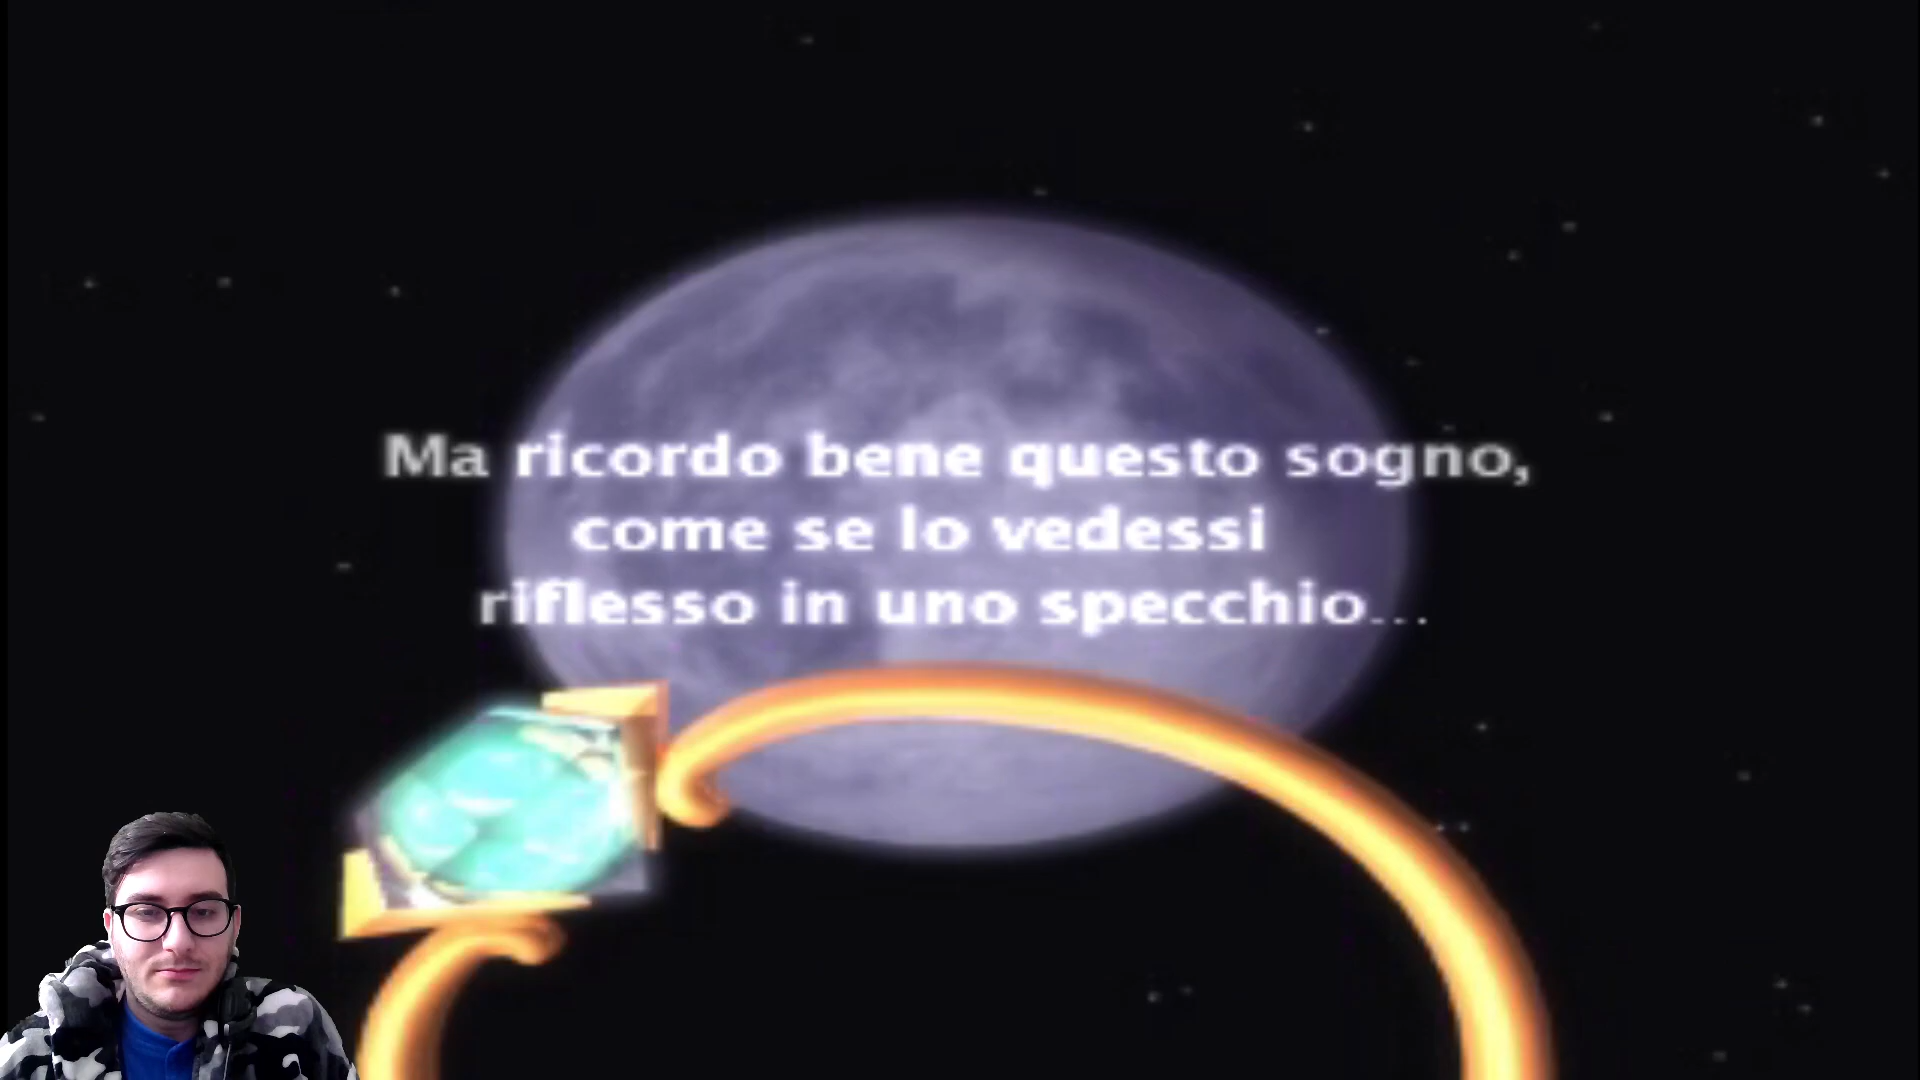 Ma ricordo bene questo sogno,
come se lo vedessi
riflesso in uno specchio...